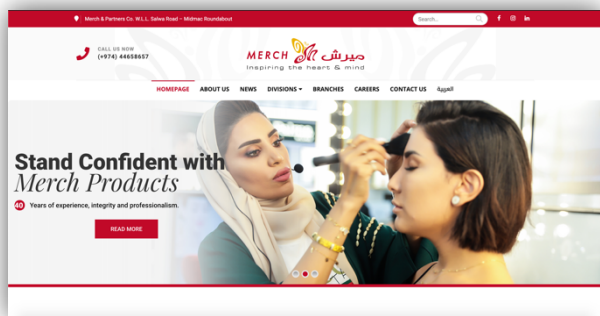 Merch & Partners Co. W.L.L. Salwa Road - Midmac Roundabout
Search...
CALL US NOW
(+974) 44658657
MERCH ميرش
Inspiring the heart & mind
HOMEPAGE ABOUT US NEWS DIVISIONS BRANCHES CAREERS CONTACT US العربية
Stand Confident with
Merch Products
40 Years of experience, integrity and professionalism.
READ MORE